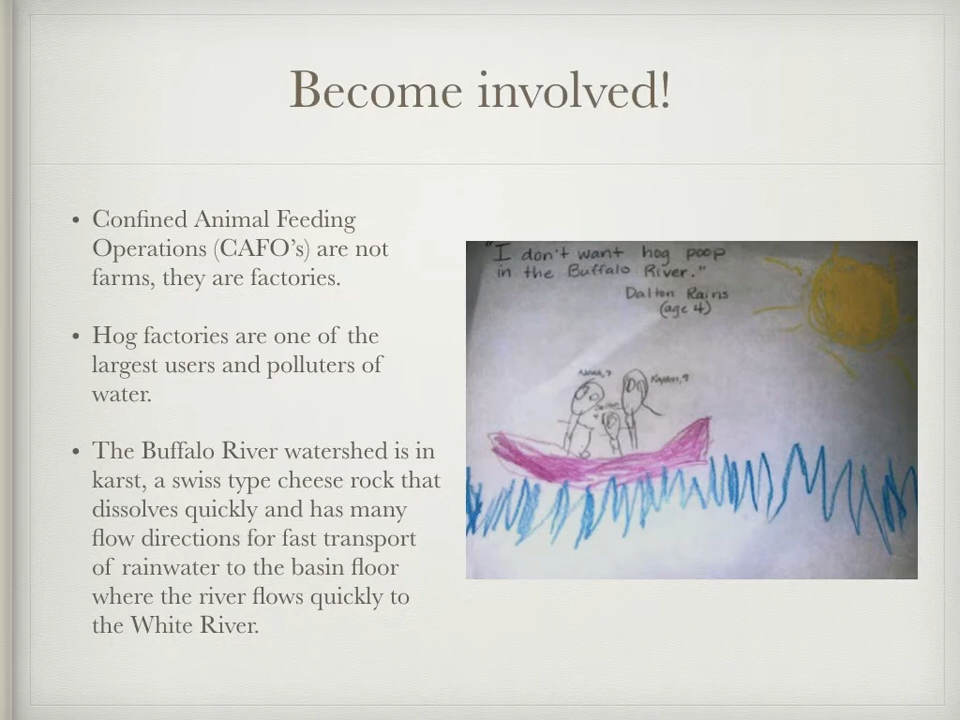 Become involved!
• Confined Animal Feeding
Operations (CAFO’s) are not
farms, they are factories.
• Hog factories are one of the
largest users and polluters of
water.
• The Buffalo River watershed is in
karst, a swiss type cheese rock that
dissolves quickly and has many
flow directions for fast transport
of rainwater to the basin floor
where the river flows quickly to
the White River.
"I don't want hog poop
in the Buffalo River."
Dalton Rains
(age 4)